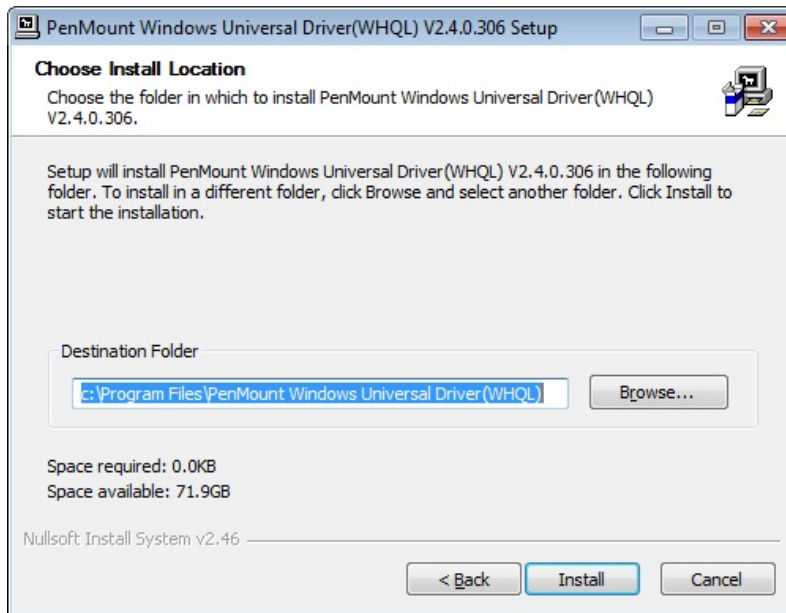 PenMount Windows Universal Driver(WHQL) V2.4.0.306 Setup
Choose Install Location
Choose the folder in which to install PenMount Windows Universal Driver(WHQL)
V2.4.0.306.
Setup will install PenMount Windows Universal Driver(WHQL) V2.4.0.306 in the following
folder. To install in a different folder, click Browse and select another folder. Click Install to
start the installation.
Destination Folder
c:\Program Files\PenMount Windows Universal Driver(WHQL)
Browse...
Space required: 0.0KB
Space available: 71.9GB
Nullsoft Install System v2.46
< Back
Install
Cancel